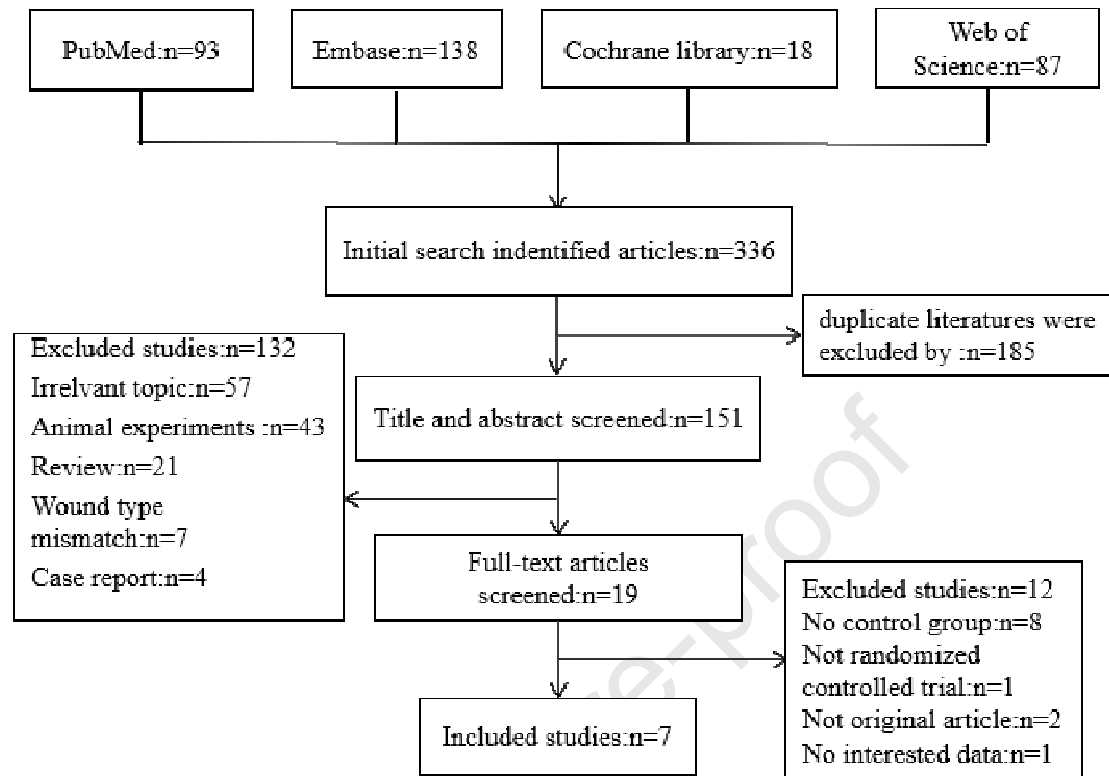 PubMed:n=93
Embase:n=138
Cochrane library:n=18
Web of
Science:n=87
Initial search indentified articles:n=336
duplicate literatures were
excluded by :n=185
Excluded studies:n=132
Irrelvant topic:n=57
Animal experiments :n=43
Review:n=21
Wound type
mismatch:n=7
Case report:n=4
Title and abstract screened:n=151
Full-text articles
screened:n=19
Excluded studies:n=12
No control group:n=8
Not randomized
controlled trial:n=1
Not original article:n=2
No interested data:n=1
Included studies:n=7
re-proof